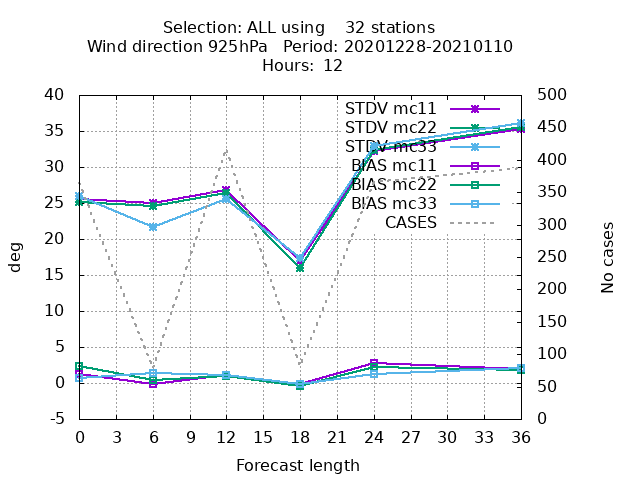 Selection: ALL using    32 stations
Wind direction 925hPa   Period: 20201228-20210110
Hours:  12
40
35
30
25
20
15
10
5
0
-5
500
450
400
350
300
250
200
150
100
50
0
deg
No cases
STDV mc11
STDV mc22
STDV mc33
BIAS mc11
BIAS mc22
BIAS mc33
CASES
0 3 6 9 12 15 18 21 24 27 30 33 36
Forecast length